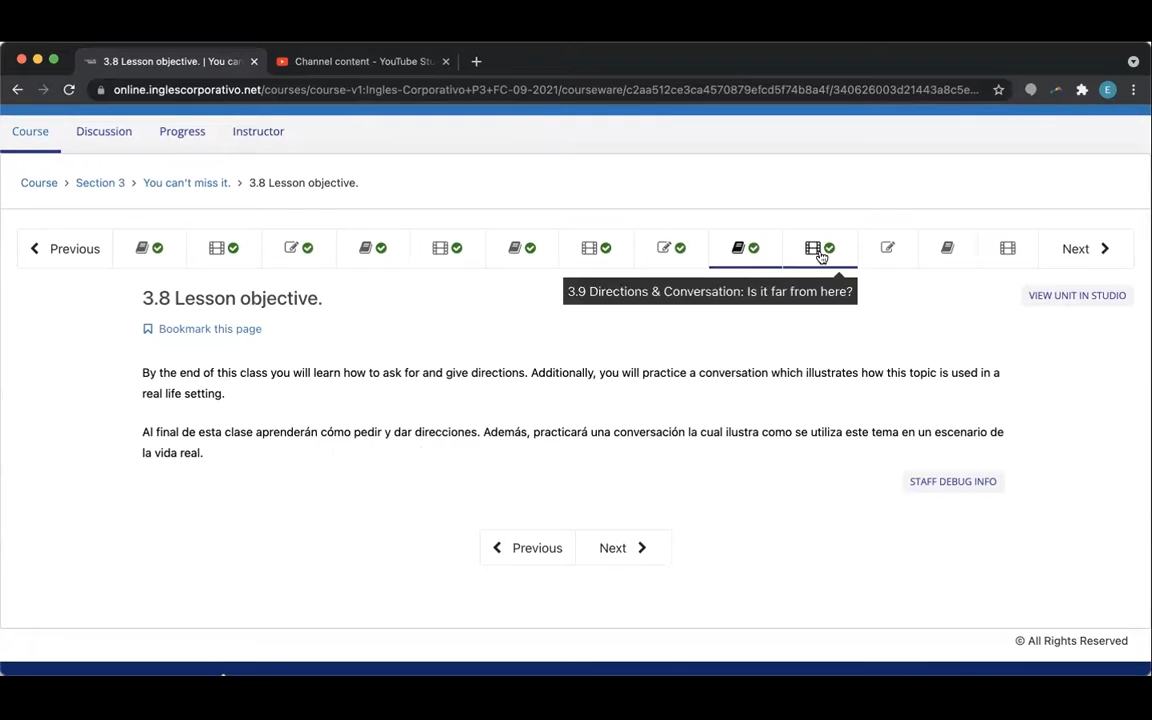 3.8 Lesson objective. | You can
Channel content - YouTube Stu
online.inglescorporativo.net/courses/course-v1:Ingles-Corporativo+P3+FC-09-2021/courseware/c2aa512ce3ca4570879efcd5f74b8a4f/340626003d21443a8c5e...
E
Course
Discussion
Progress
Instructor
Course > Section 3 > You can't miss it. > 3.8 Lesson objective.
Previous
Next
3.9 Directions & Conversation: Is it far from here?
3.8 Lesson objective.
VIEW UNIT IN STUDIO
Bookmark this page
By the end of this class you will learn how to ask for and give directions. Additionally, you will practice a conversation which illustrates how this topic is used in a
real life setting.
Al final de esta clase aprenderán cómo pedir y dar direcciones. Además, practicará una conversación la cual ilustra como se utiliza este tema en un escenario de
la vida real.
STAFF DEBUG INFO
Previous
Next
© All Rights Reserved